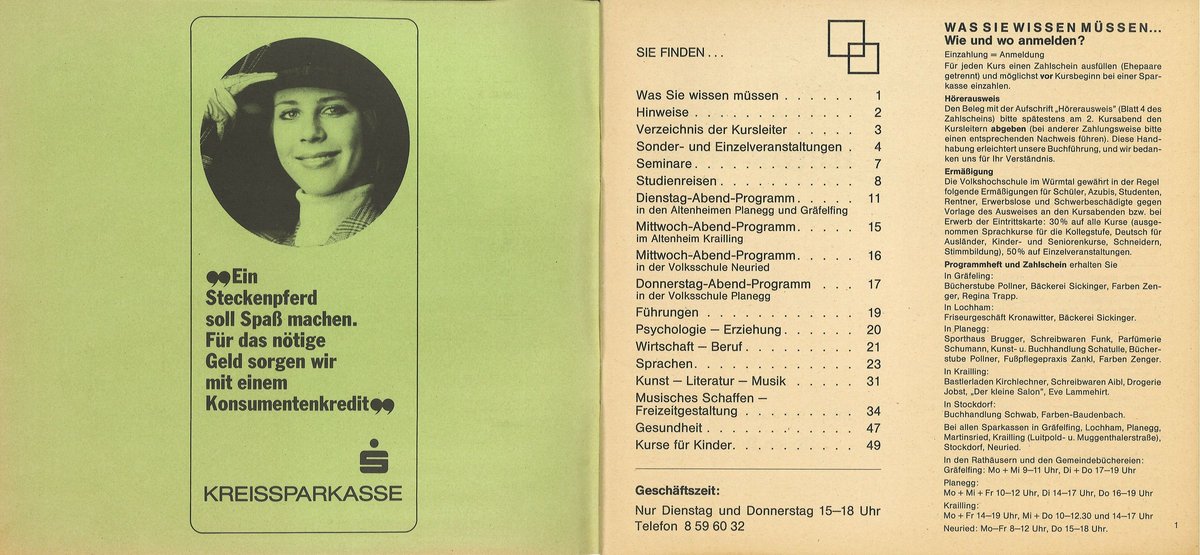 „Ein
Steckenpferd
soll Spaß machen.
Für das nötige
Geld sorgen wir
mit einem
Konsumentenkredit“
KREISSPARKASSE
SIE FINDEN . . .
Was Sie wissen müssen . . . . . . 1
Hinweise . . . . . . . . . . . . . 2
Verzeichnis der Kursleiter . . . . . 3
Sonder- und Einzelveranstaltungen . 4
Seminare . . . . . . . . . . . . . 7
Studienreisen . . . . . . . . . . . 8
Dienstag-Abend-Programm . . . . . 11
in den Altenheimen Planegg und Gräfelfing
Mittwoch-Abend-Programm . . . . . 15
im Altenheim Krailling
Mittwoch-Abend-Programm . . . . . 16
in der Volksschule Neuried
Donnerstag-Abend-Programm . . . 17
in der Volksschule Planegg
Führungen . . . . . . . . . . . . 19
Psychologie – Erziehung . . . . . . 20
Wirtschaft – Beruf . . . . . . . . . 21
Sprachen . . . . . . . . . . . . . 23
Kunst – Literatur – Musik . . . . . 31
Musisches Schaffen –
Freizeitgestaltung . . . . . . . . . 34
Gesundheit . . . . . . . . . . . . 47
Kurse für Kinder . . . . . . . . . . 49
Geschäftszeit:
Nur Dienstag und Donnerstag 15–18 Uhr
Telefon 8 59 60 32
WAS SIE WISSEN MÜSSEN...
Wie und wo anmelden?
Einzahlung = Anmeldung
Für jeden Kurs einen Zahlschein ausfüllen (Ehepaare
getrennt) und möglichst vor Kursbeginn bei einer Spar-
kasse einzahlen.
Hörerausweis
Den Beleg mit der Aufschrift „Hörerausweis” (Blatt 4 des
Zahlscheins) bitte spätestens am 2. Kursabend den
Kursleitern abgeben (bei anderer Zahlungsweise bitte
einen entsprechenden Nachweis führen). Diese Hand-
habung erleichtert unsere Buchführung, und wir bedan-
ken uns für Ihr Verständnis.
Ermäßigung
Die Volkshochschule im Würmtal gewährt in der Regel
folgende Ermäßigungen für Schüler, Azubis, Studenten,
Rentner, Erwerbslose und Schwerbeschädigte gegen
Vorlage des Ausweises an den Kursabenden bzw. bei
Erwerb der Eintrittskarte: 30% auf alle Kurse (ausge-
nommen Sprachkurse für die Kollegstufe, Deutsch für
Ausländer, Kinder- und Seniorenkurse, Schneidern,
Stimmbildung), 50% auf Einzelveranstaltungen.
Programmheft und Zahlschein erhalten Sie
In Gräfeling:
Bücherstube Pollner, Bäckerei Sickinger, Farben Zen-
ger, Regina Trapp.
In Lochham:
Friseurgeschäft Kronawitter, Bäckerei Sickinger.
In Planegg:
Sporthaus Brugger, Schreibwaren Funk, Parfümerie
Schumann, Kunst- u. Buchhandlung Schatulle, Bücher-
stube Pollner, Fußpflegepraxis Zankl, Farben Zenger.
In Krailling:
Bastlerladen Kirchlechner, Schreibwaren Aibl, Drogerie
Jobst, „Der kleine Salon”, Eve Lammehirt.
In Stockdorf:
Buchhandlung Schwab, Farben-Baudenbach.
Bei allen Sparkassen in Gräfelfing, Lochham, Planegg,
Martinsried, Krailling (Luitpold- u. Muggenthalerstraße),
Stockdorf, Neuried.
In den Rathäusern und den Gemeindebüchereien:
Gräfelfing: Mo + Mi 9–11 Uhr, Di + Do 17–19 Uhr
Planegg:
Mo + Mi + Fr 10–12 Uhr, Di 14–17 Uhr, Do 16–19 Uhr
Krailling:
Mo + Fr 14–19 Uhr, Mi + Do 10–12.30 und 14–17 Uhr
Neuried: Mo–Fr 8–12 Uhr, Do 15–18 Uhr.
1